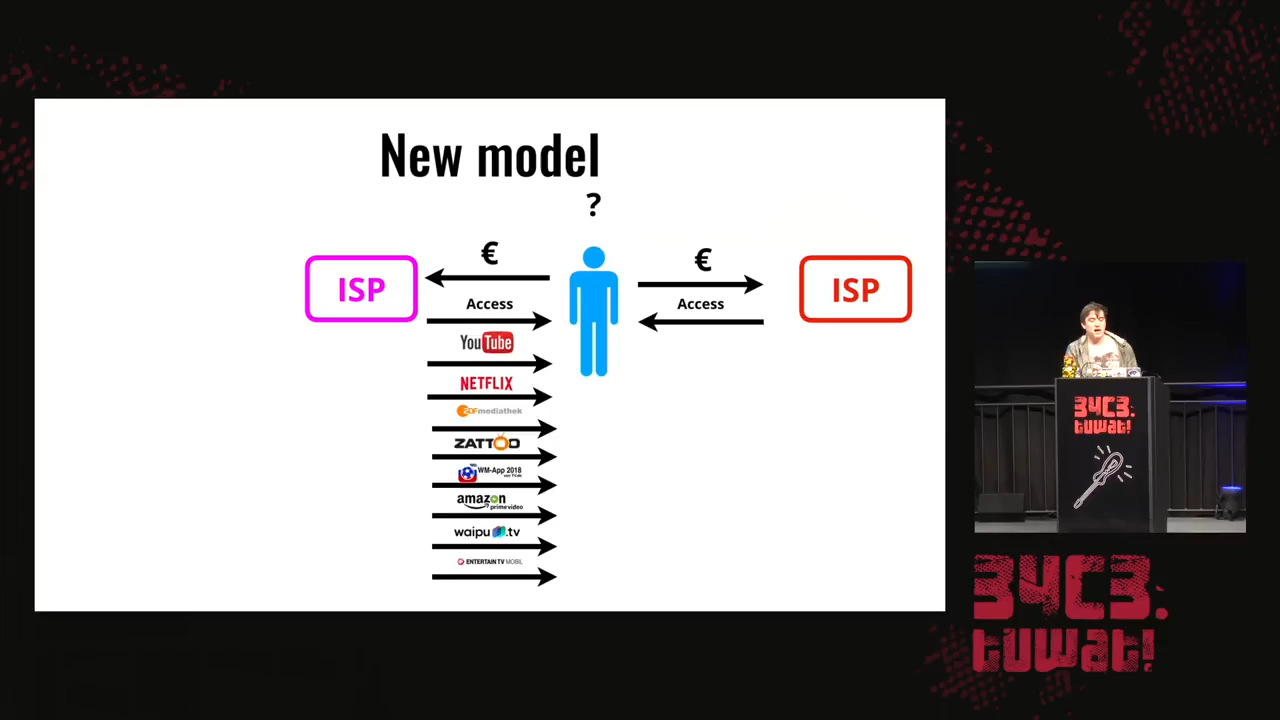 New model
?
€
€
ISP
ISP
Access
Access
YouTube
NETFLIX
ZDFmediathek
ZATTOO
WM-App 2018
amazon
prime video
waipu.tv
ENTERTAIN TV MOBIL
34C3.
tuwat!
34C3.
tuwat!